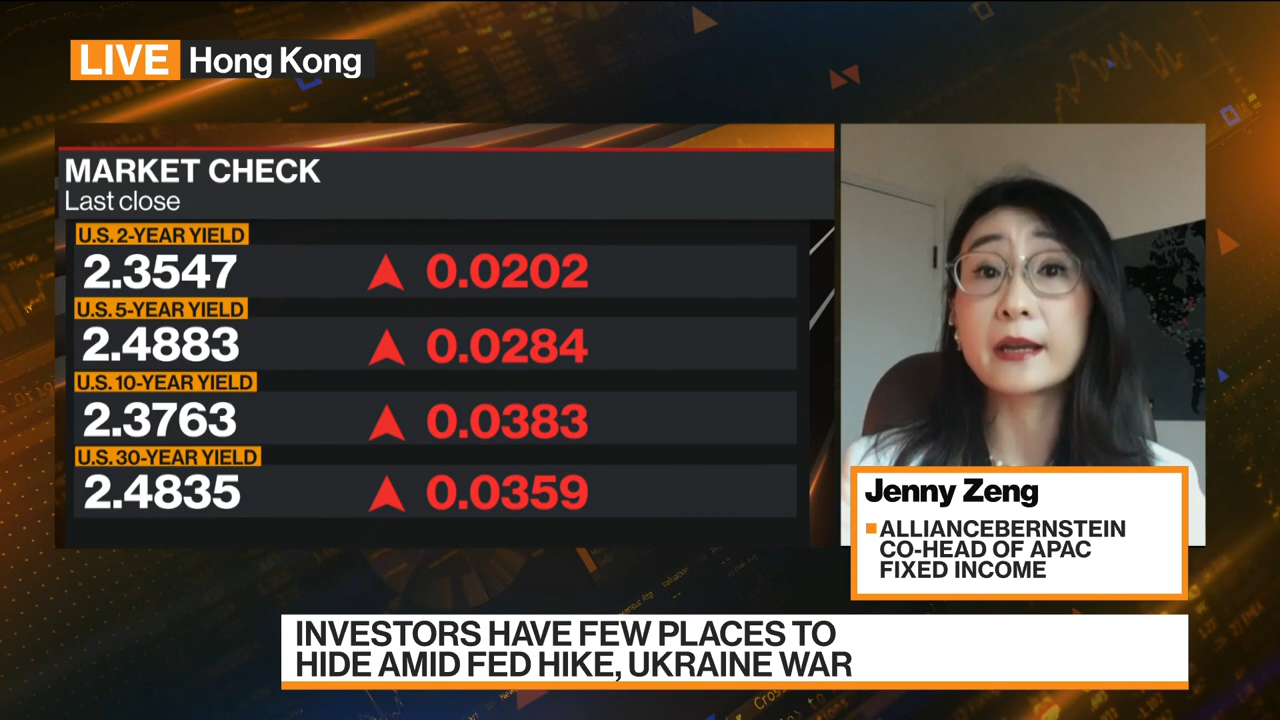 LIVE Hong Kong
MARKET CHECK
Last close
U.S. 2-YEAR YIELD
2.3547 0.0202
U.S. 5-YEAR YIELD
2.4883 0.0284
U.S. 10-YEAR YIELD
2.3763 0.0383
U.S. 30-YEAR YIELD
2.4835 0.0359
Jenny Zeng
ALLIANCEBERNSTEIN
CO-HEAD OF APAC
FIXED INCOME
INVESTORS HAVE FEW PLACES TO
HIDE AMID FED HIKE, UKRAINE WAR